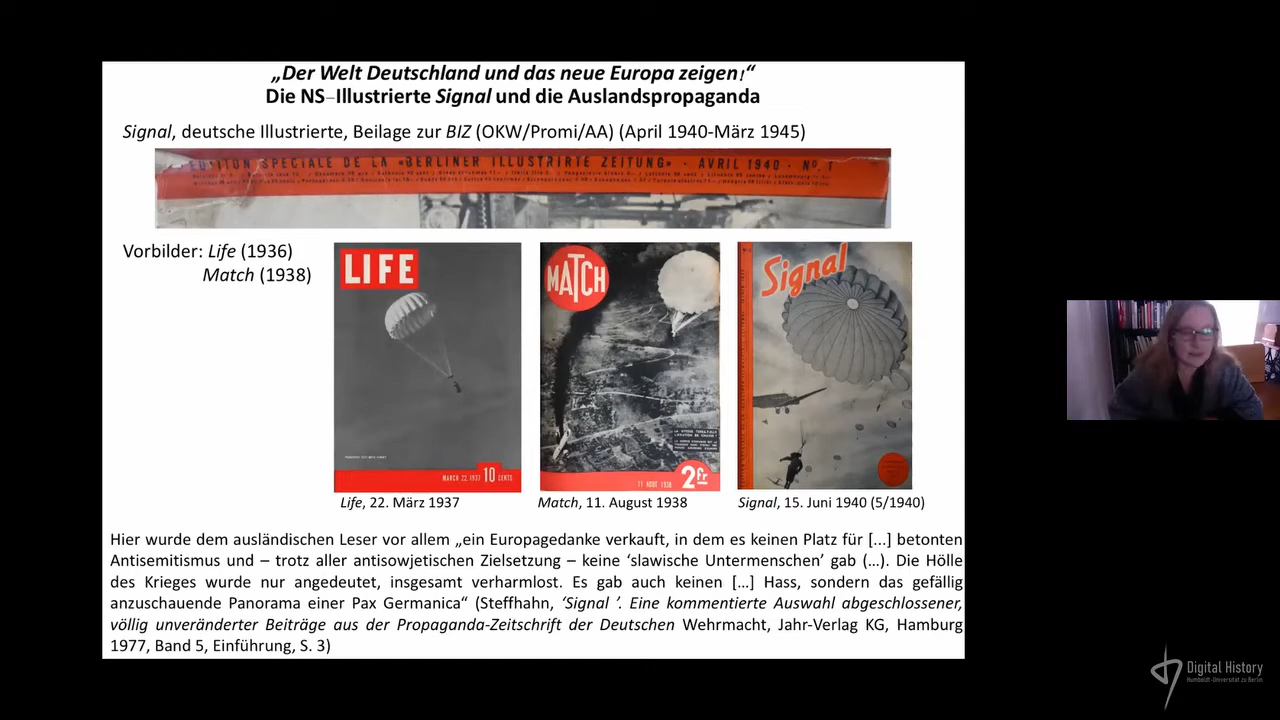 „Der Welt Deutschland und das neue Europa zeigen!“
Die NS–Illustrierte Signal und die Auslandspropaganda
Signal, deutsche Illustrierte, Beilage zur BIZ (OKW/Promi/AA) (April 1940-März 1945)
EDITION SPECIALE DE LA «BERLINER ILLUSTRIRTE ZEITUNG» · AVRIL 1940 · No. 1
Vorbilder: Life (1936)
Match (1938)
LIFE
MARCH 22, 1937 10 CENTS
MATCH
11 AOUT 1938 2fr
Signal
Life, 22. März 1937
Match, 11. August 1938
Signal, 15. Juni 1940 (5/1940)
Hier wurde dem ausländischen Leser vor allem „ein Europagedanke verkauft, in dem es keinen Platz für [...] betonten
Antisemitismus und – trotz aller antisowjetischen Zielsetzung – keine ‘slawische Untermenschen’ gab (…). Die Hölle
des Krieges wurde nur angedeutet, insgesamt verharmlost. Es gab auch keinen [...] Hass, sondern das gefällig
anzuschauende Panorama einer Pax Germanica“ (Steffhahn, ‘Signal ’. Eine kommentierte Auswahl abgeschlossener,
völlig unveränderter Beiträge aus der Propaganda-Zeitschrift der Deutschen Wehrmacht, Jahr-Verlag KG, Hamburg
1977, Band 5, Einführung, S. 3)
Digital History
Humboldt-Universität zu Berlin